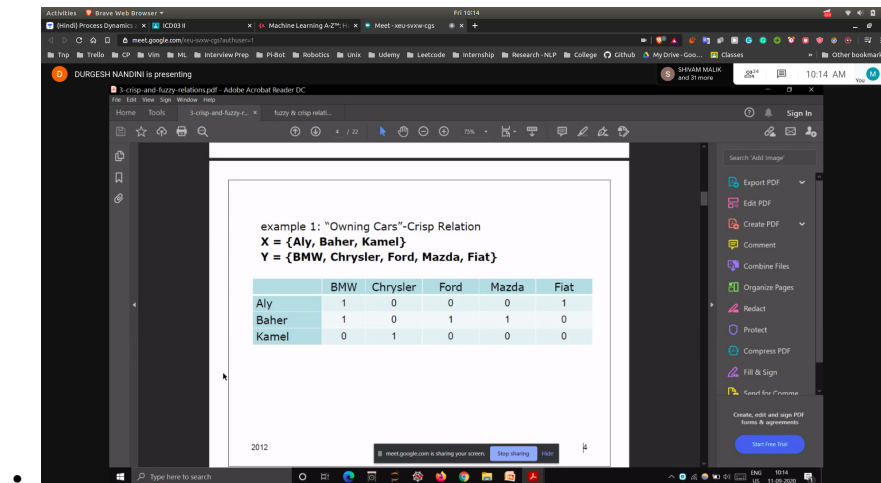 Activities Brave Web Browser Fri 10:14
(Hindi) Process Dynamics ICD03 II Machine Learning A-Z™: H Meet - xeu-svxw-cgs
meet.google.com/xeu-svxw-cgs?authuser=1
Tnp Trello CP Vim ML Interview Prep Pi-Bot Robotics Unix Udemy Leetcode Internship Research-NLP College Github My Drive - Goo... Classes » Other bookmark
D DURGESH NANDINI is presenting
S SHIVAM MALIK
and 31 more
10:14 AM You M
3-crisp-and-fuzzy-relations.pdf - Adobe Acrobat Reader DC
File Edit View Sign Window Help
Home Tools 3-crisp-and-fuzzy-r... × fuzzy & crisp relati... Sign In
4 / 22 75%
Search 'Add Image'
Export PDF
Edit PDF
Create PDF
Comment
Combine Files
Organize Pages
Redact
Protect
Compress PDF
Fill & Sign
Send for Comme
Create, edit and sign PDF
forms & agreements
Start Free Trial
example 1: “Owning Cars”-Crisp Relation
X = {Aly, Baher, Kamel}
Y = {BMW, Chrysler, Ford, Mazda, Fiat}
BMW Chrysler Ford Mazda Fiat
Aly 1 0 0 0 1
Baher 1 0 1 1 0
Kamel 0 1 0 0 0
2012 4
meet.google.com is sharing your screen. Stop sharing Hide
Type here to search
ENG 10:14
US 11-09-2020